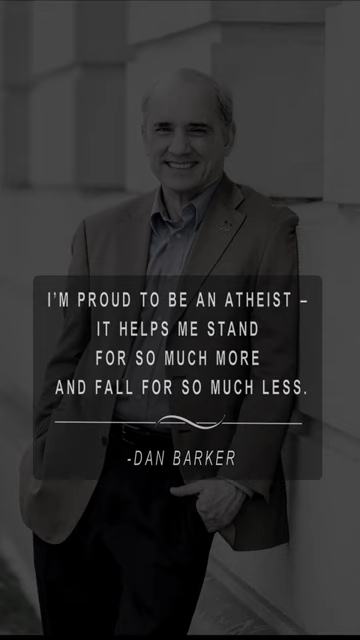 I'M PROUD TO BE AN ATHEIST –
IT HELPS ME STAND
FOR SO MUCH MORE
AND FALL FOR SO MUCH LESS.
-DAN BARKER